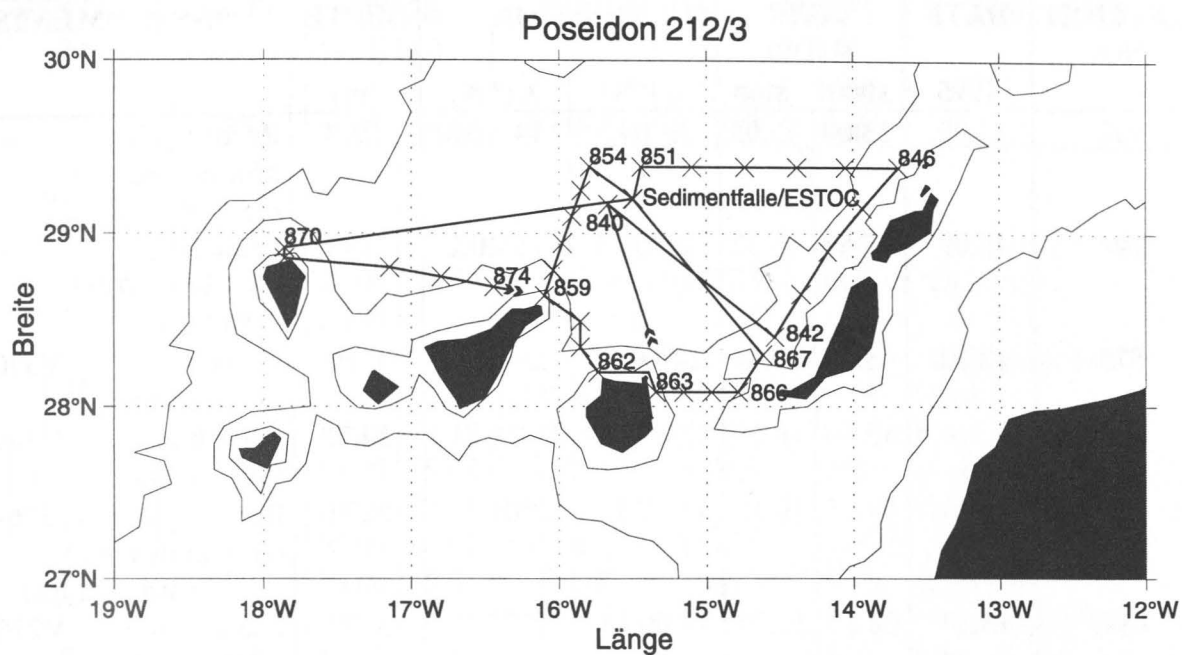 Poseidon 212/3
30°N
854
851
846
Sedimentfalle/ESTOC
840
29°N
870
874
859
842
867
862
863
866
28°N
27°N
19°W
18°W
17°W
16°W
15°W
14°W
13°W
12°W
Breite
Länge